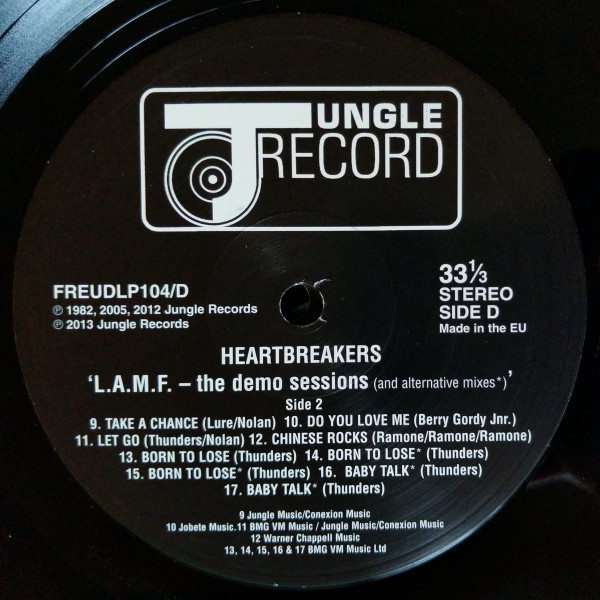 JUNGLE
RECORD
FREUDLP104/D
℗ 1982, 2005, 2012 Jungle Records
℗ 2013 Jungle Records
33⅓
STEREO
SIDE D
Made in the EU
HEARTBREAKERS
‘L.A.M.F. – the demo sessions (and alternative mixes*)’
Side 2
9. TAKE A CHANCE (Lure/Nolan) 10. DO YOU LOVE ME (Berry Gordy Jnr.)
11. LET GO (Thunders/Nolan) 12. CHINESE ROCKS (Ramone/Ramone/Ramone)
13. BORN TO LOSE (Thunders) 14. BORN TO LOSE* (Thunders)
15. BORN TO LOSE* (Thunders) 16. BABY TALK* (Thunders)
17. BABY TALK* (Thunders)
9 Jungle Music/Conexion Music
10 Jobete Music.11 BMG VM Music / Jungle Music/Conexion Music
12 Warner Chappell Music
13, 14, 15, 16 & 17 BMG VM Music Ltd